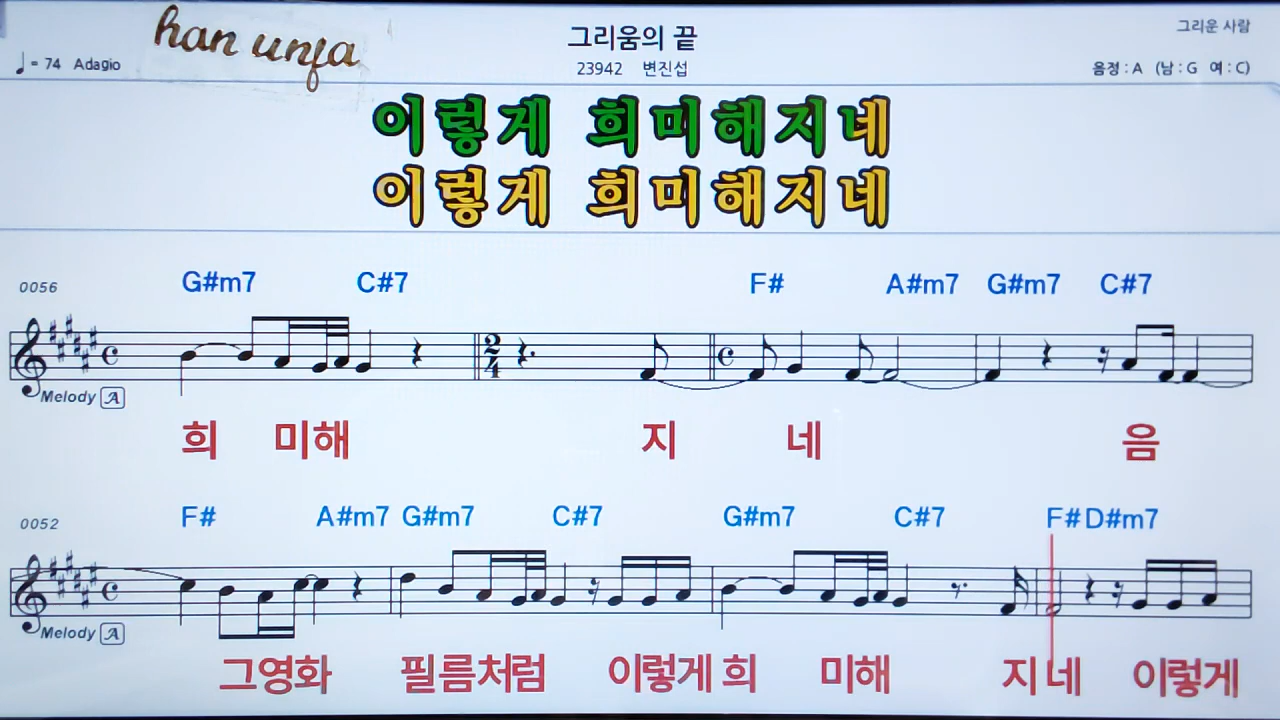 han unfa
그리움의 끝
그리운 사람
♩= 74 Adagio
23942 변진섭
음정 : A (남 : G 여 : C)
이렇게 희미해지네
이렇게 희미해지네
0056
G#m7 C#7 F# A#m7 G#m7 C#7
2/4
Melody A
희 미해 지 네 음
0052
F# A#m7 G#m7 C#7 G#m7 C#7 F# D#m7
Melody A
그영화 필름처럼 이렇게 희 미해 지 네 이렇게